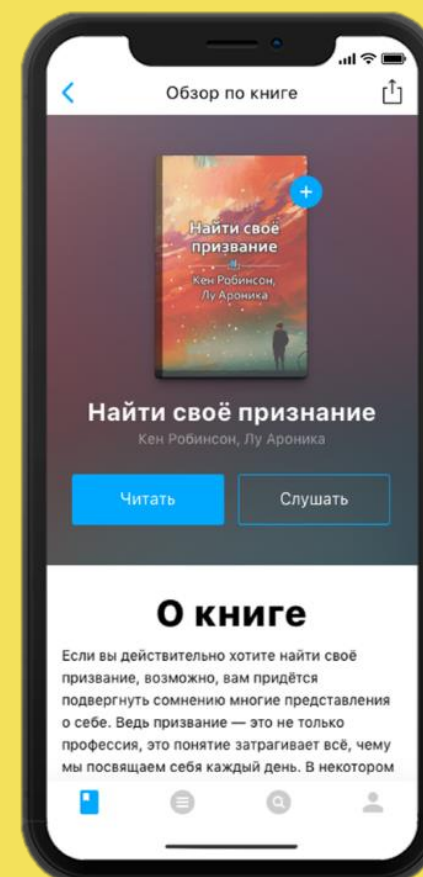 Обзор по книге
Найти своё
призвание
Кен Робинсон,
Лу Ароника
Найти своё признание
Кен Робинсон, Лу Ароника
Читать
Слушать
О книге
Если вы действительно хотите найти своё
призвание, возможно, вам придётся
подвергнуть сомнению многие представления
о себе. Ведь призвание — это не только
профессия, это понятие затрагивает всё, чему
мы посвящаем себя каждый день. В некотором